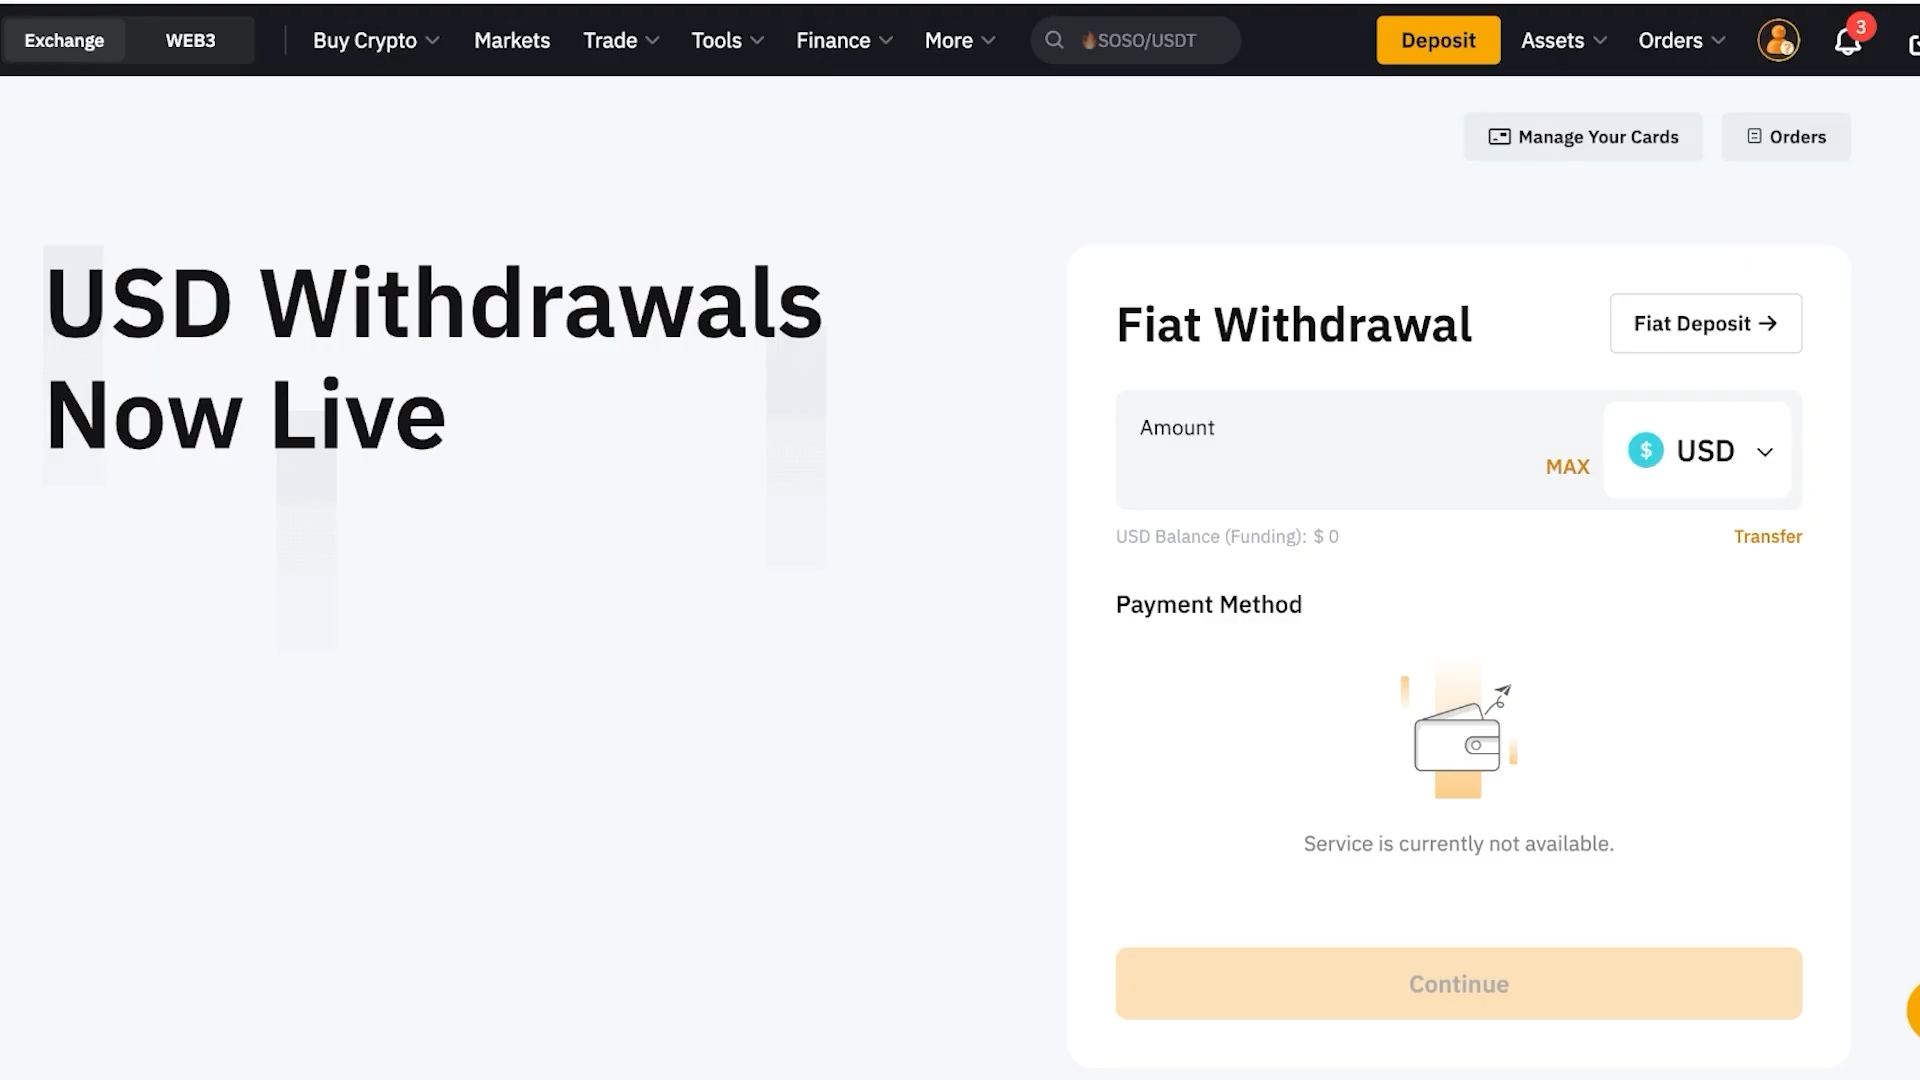 Exchange WEB3 Buy Crypto Markets Trade Tools Finance More SOSO/USDT Deposit Assets Orders 3
Manage Your Cards Orders
USD Withdrawals
Now Live
Fiat Withdrawal
Fiat Deposit →
Amount
MAX
$ USD
USD Balance (Funding): $ 0
Transfer
Payment Method
Service is currently not available.
Continue